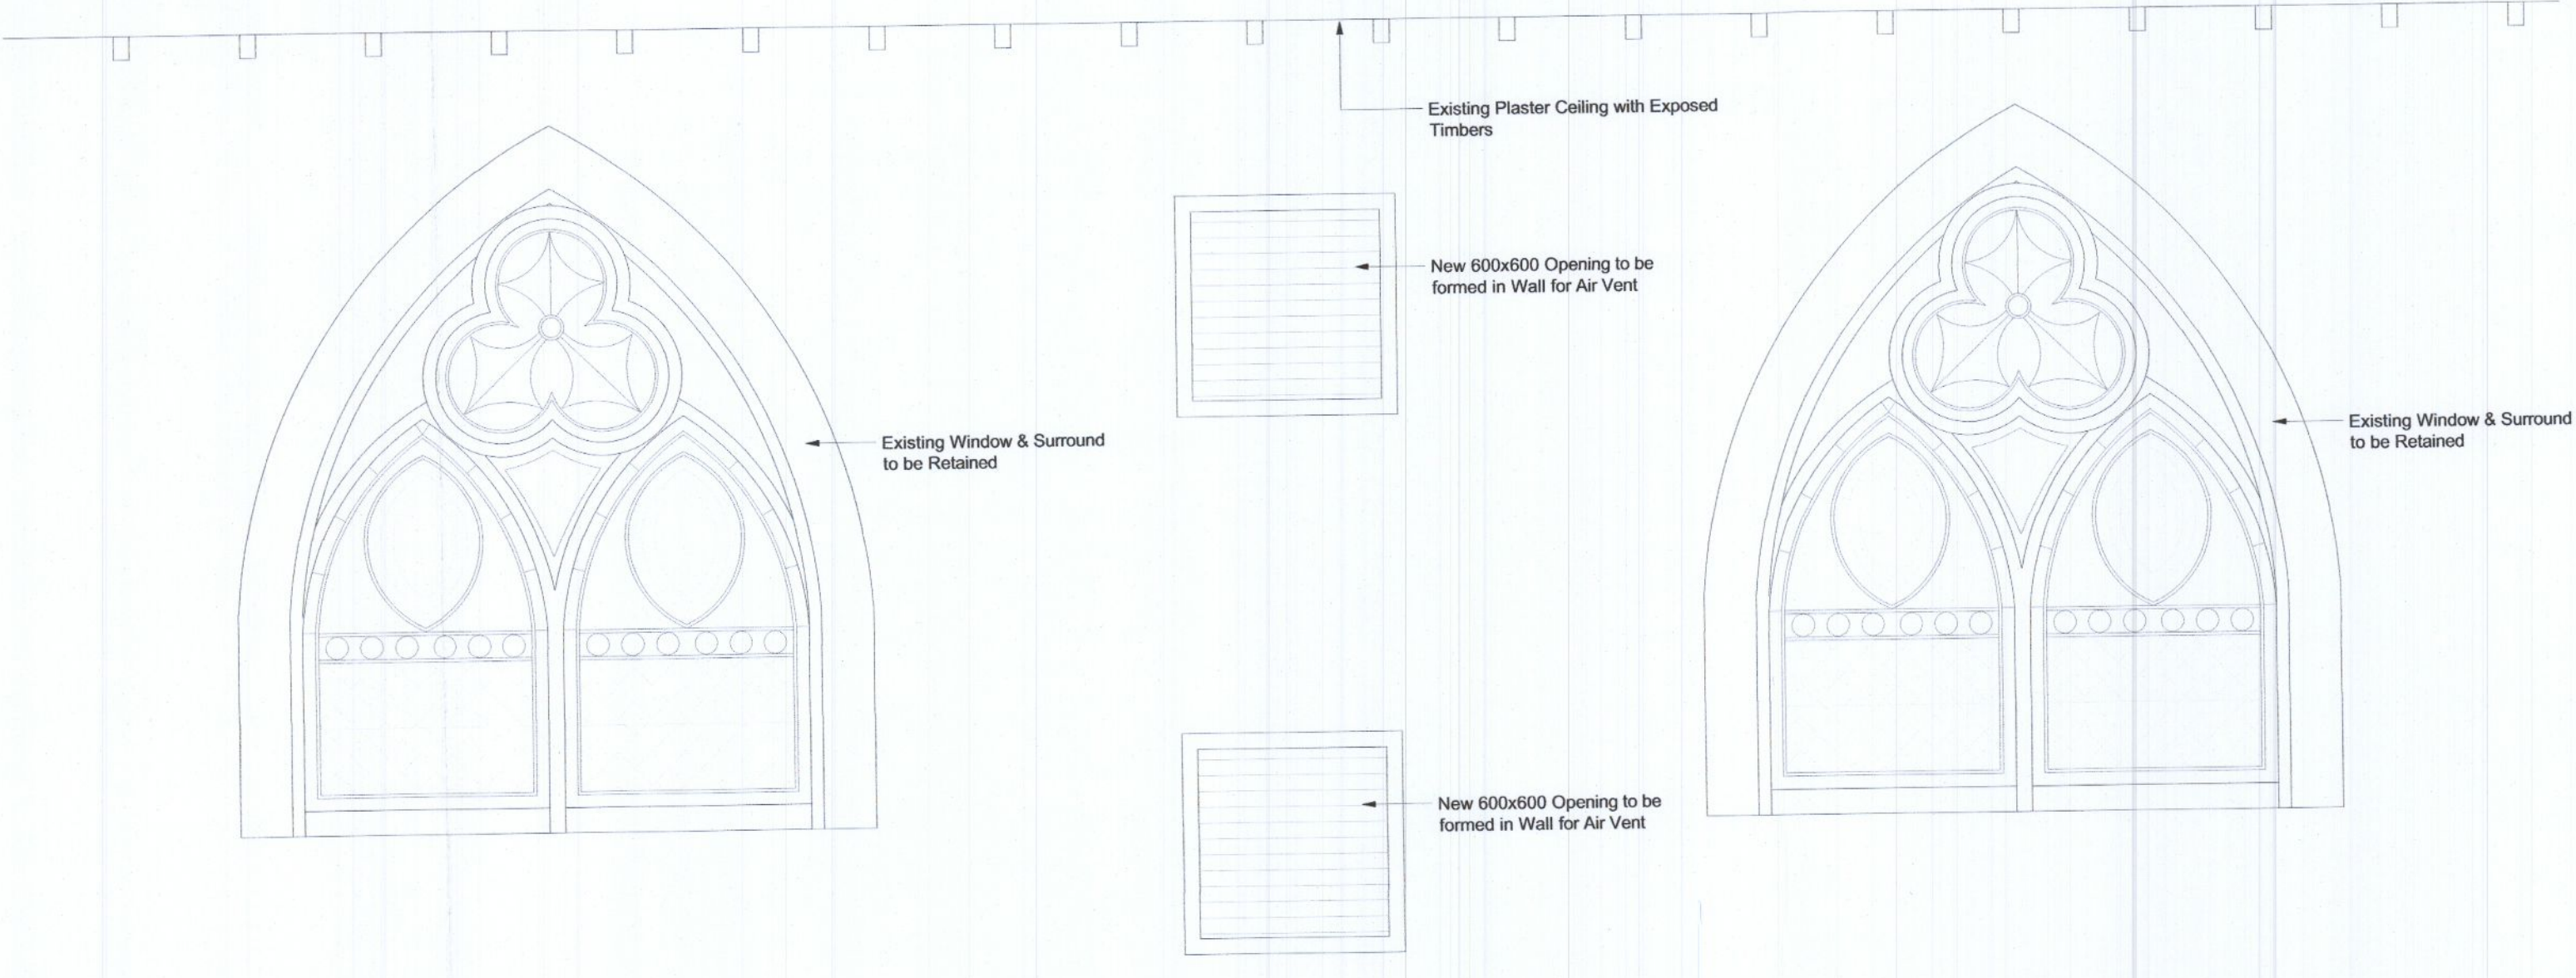 Existing Plaster Ceiling with Exposed
Timbers
New 600x600 Opening to be
formed in Wall for Air Vent
Existing Window & Surround
to be Retained
Existing Window & Surround
to be Retained
New 600x600 Opening to be
formed in Wall for Air Vent